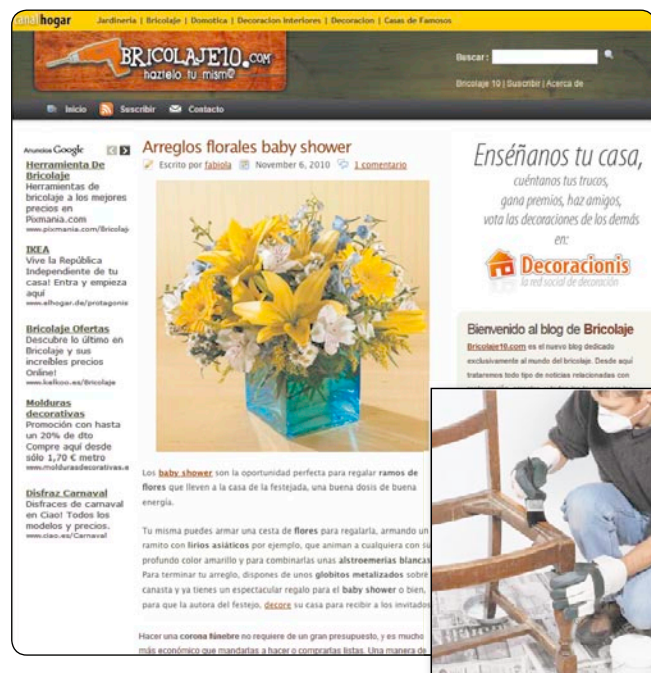 canalhogar
Jardineria | Bricolaje | Domotica | Decoracion Interiores | Decoracion | Casas de Famosos
BRICOLAJE10.COM
hazlelo tu mism@
Buscar:
Bricolaje 10 | Suscribir | Acerca de
Inicio Suscribir Contacto
Anuncios Google
Herramienta De
Bricolaje
Herramientas de
bricolaje a los mejores
precios en
Pixmania.com
www.pixmania.com/Bricolaj
IKEA
Vive la República
Independiente de tu
casa! Entra y empieza
aquí
www.elhogar.de/protagonis
Bricolaje Ofertas
Descubre lo último en
Bricolaje y sus
increíbles precios
Online!
www.kelkoo.es/Bricolaje
Molduras
decorativas
Promoción con hasta
un 20% de dto
Compre aquí desde
sólo 1,70 € metro
www.moldurasdecorativas.e
Disfraz Carnaval
Disfraces de carnaval
en Ciao! Todos los
modelos y precios.
www.ciao.es/Carnaval
Arreglos florales baby shower
Escrito por fabiola November 6, 2010 1 comentario
Los baby shower son la oportunidad perfecta para regalar ramos de
flores que lleven a la casa de la festejada, una buena dosis de buena
energía.
Tu misma puedes armar una cesta de flores para regalarla, armando un
ramito con lirios asiáticos por ejemplo, que animan a cualquiera con su
profundo color amarillo y para combinarlas unas alstroemerias blancas
Para terminar tu arreglo, dispones de unos globitos metalizados sobre
canasta y ya tienes un espectacular regalo para el baby shower o bien,
para que la autora del festejo, decore su casa para recibir a los invitados
Hacer una corona fúnebre no requiere de un gran presupuesto, y es mucho
más económico que mandarlas a hacer o comprarlas listas. Una manera de
Enséñanos tu casa,
cuéntanos tus trucos,
gana premios, haz amigos,
vota las decoraciones de los demás
en:
Decoracionis
la red social de decoración
Bienvenido al blog de Bricolaje
Bricolaje10.com es el nuevo blog dedicado
exclusivamente al mundo del bricolaje. Desde aquí
trataremos todo tipo de noticias relacionadas con